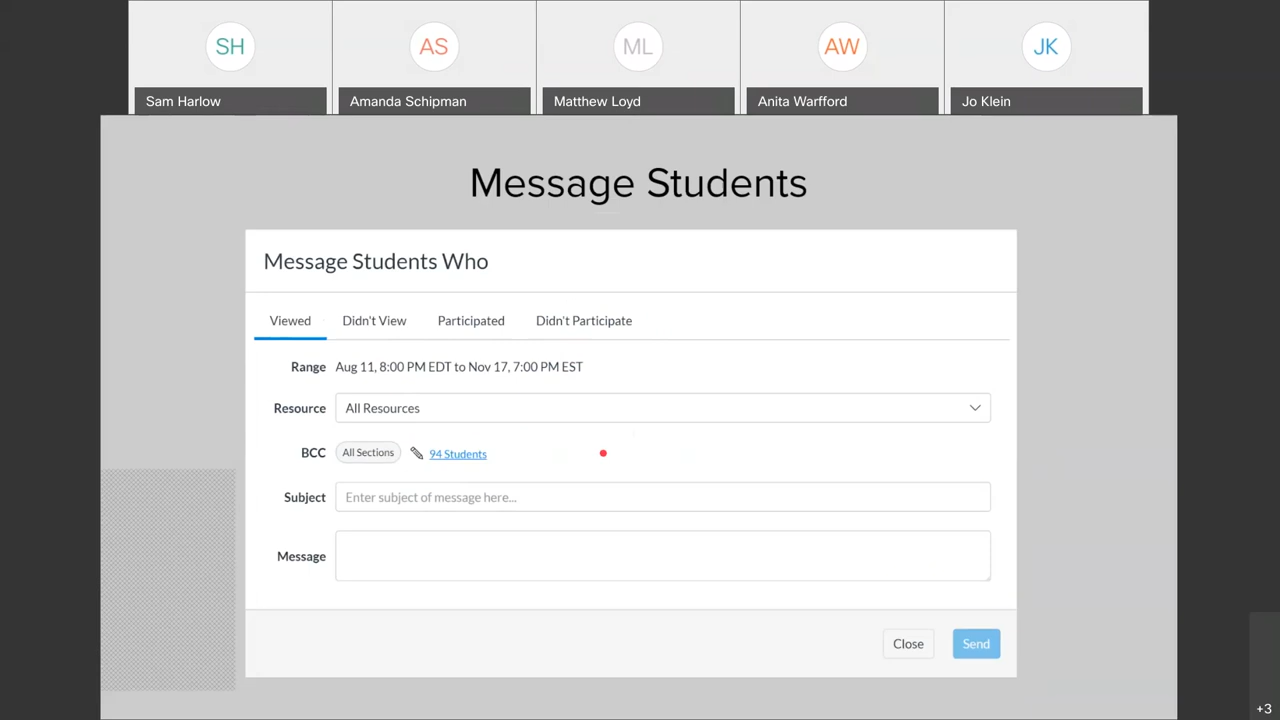 SH AS ML AW JK
Sam Harlow Amanda Schipman Matthew Loyd Anita Warfford Jo Klein
Message Students
Message Students Who
Viewed Didn't View Participated Didn't Participate
Range Aug 11, 8:00 PM EDT to Nov 17, 7:00 PM EST
Resource All Resources
BCC All Sections 94 Students
Subject Enter subject of message here...
Message
Close Send
+3